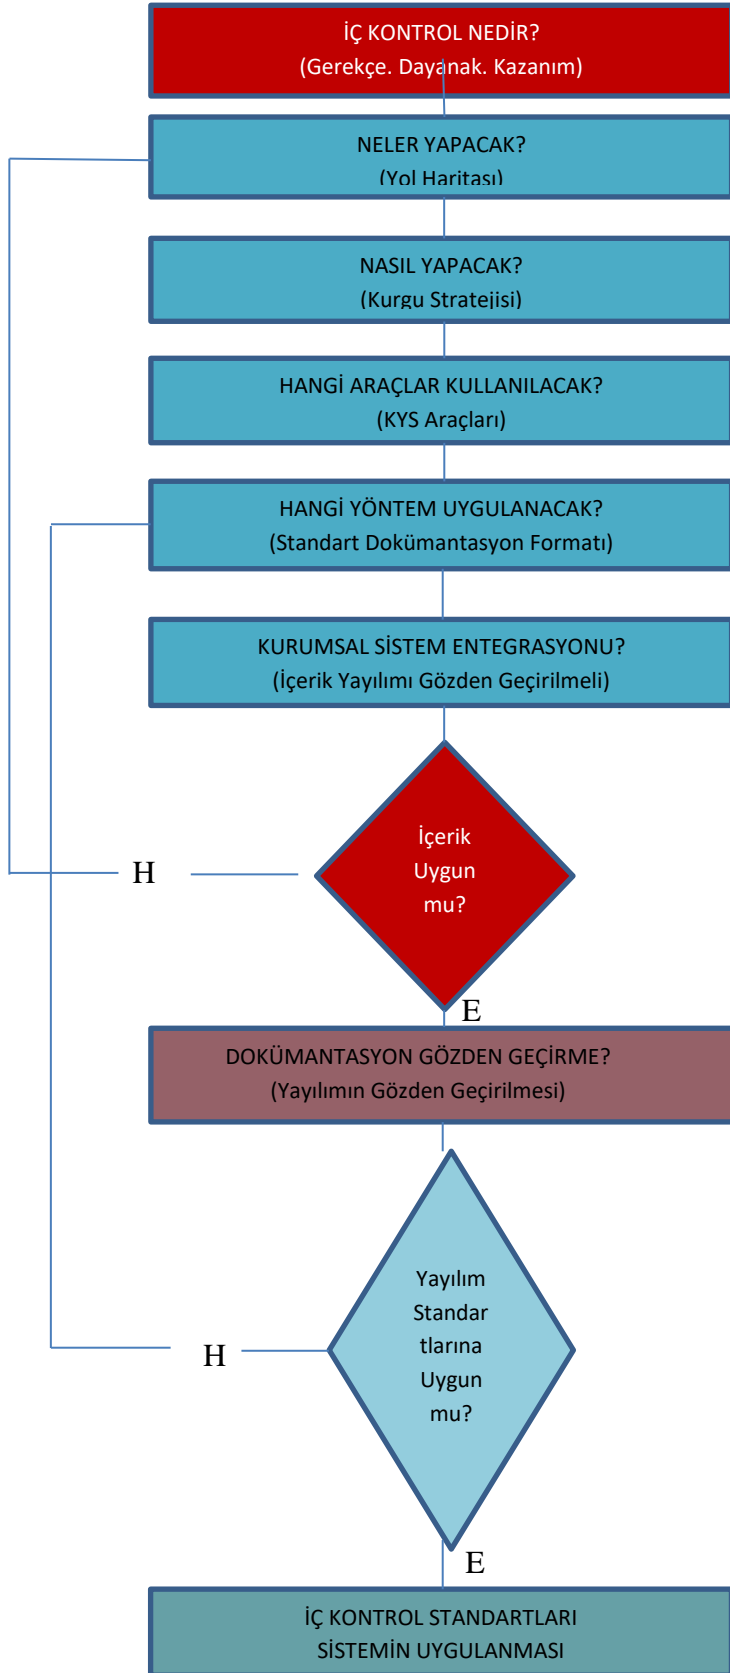 İÇ KONTROL NEDİR?
(Gerekçe. Dayanak. Kazanım)
NELER YAPACAK?
(Yol Haritası)
NASIL YAPACAK?
(Kurgu Stratejisi)
HANGİ ARAÇLAR KULLANILACAK?
(KYS Araçları)
HANGİ YÖNTEM UYGULANACAK?
(Standart Dokümantasyon Formatı)
KURUMSAL SİSTEM ENTEGRASYONU?
(İçerik Yayılımı Gözden Geçirilmeli)
İçerik
Uygun
mu?
H
E
DOKÜMANTASYON GÖZDEN GEÇİRME?
(Yayılımın Gözden Geçirilmesi)
Yayılım
Standar
tlarına
Uygun
mu?
H
E
İÇ KONTROL STANDARTLARI
SİSTEMİN UYGULANMASI